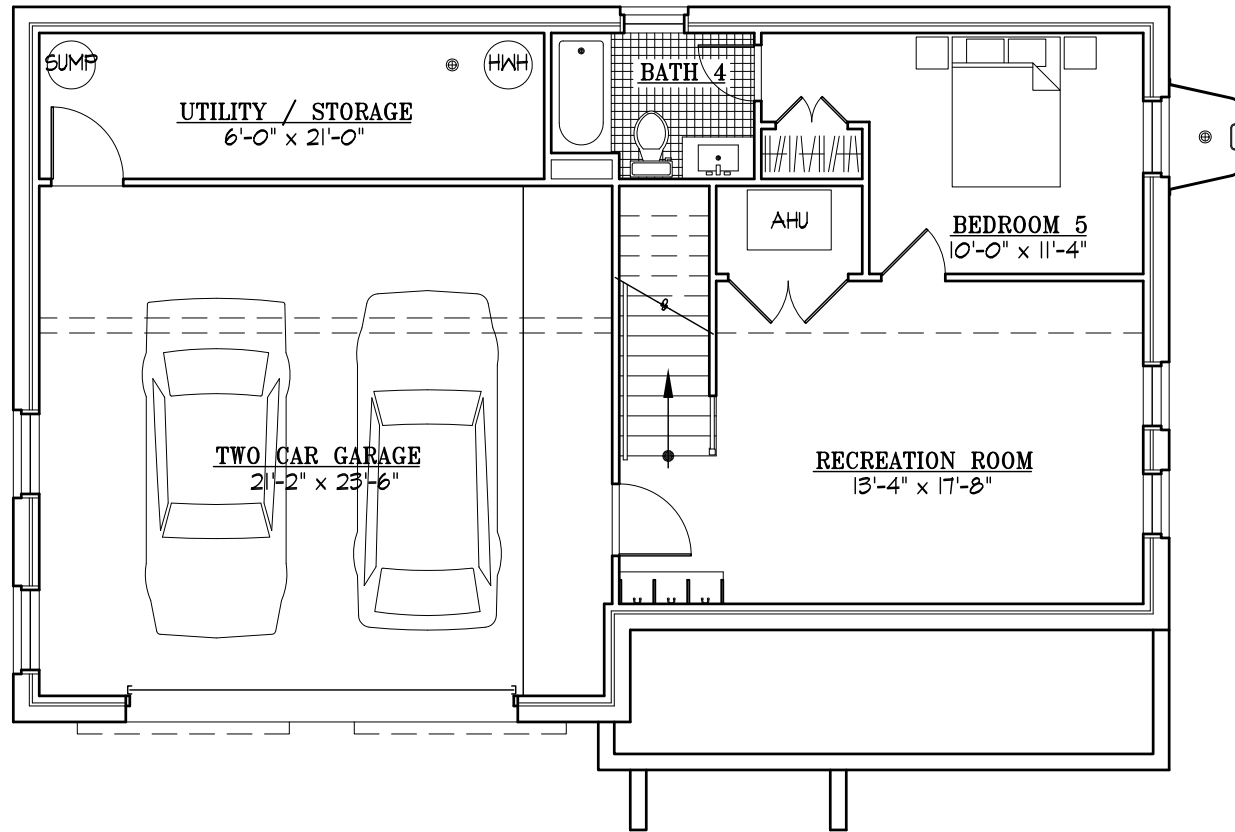 SUMP
HWH
UTILITY / STORAGE
6'-0" x 21'-0"
BATH 4
AHU
BEDROOM 5
10'-0" x 11'-4"
TWO CAR GARAGE
21'-2" x 23'-6"
RECREATION ROOM
13'-4" x 17'-8"